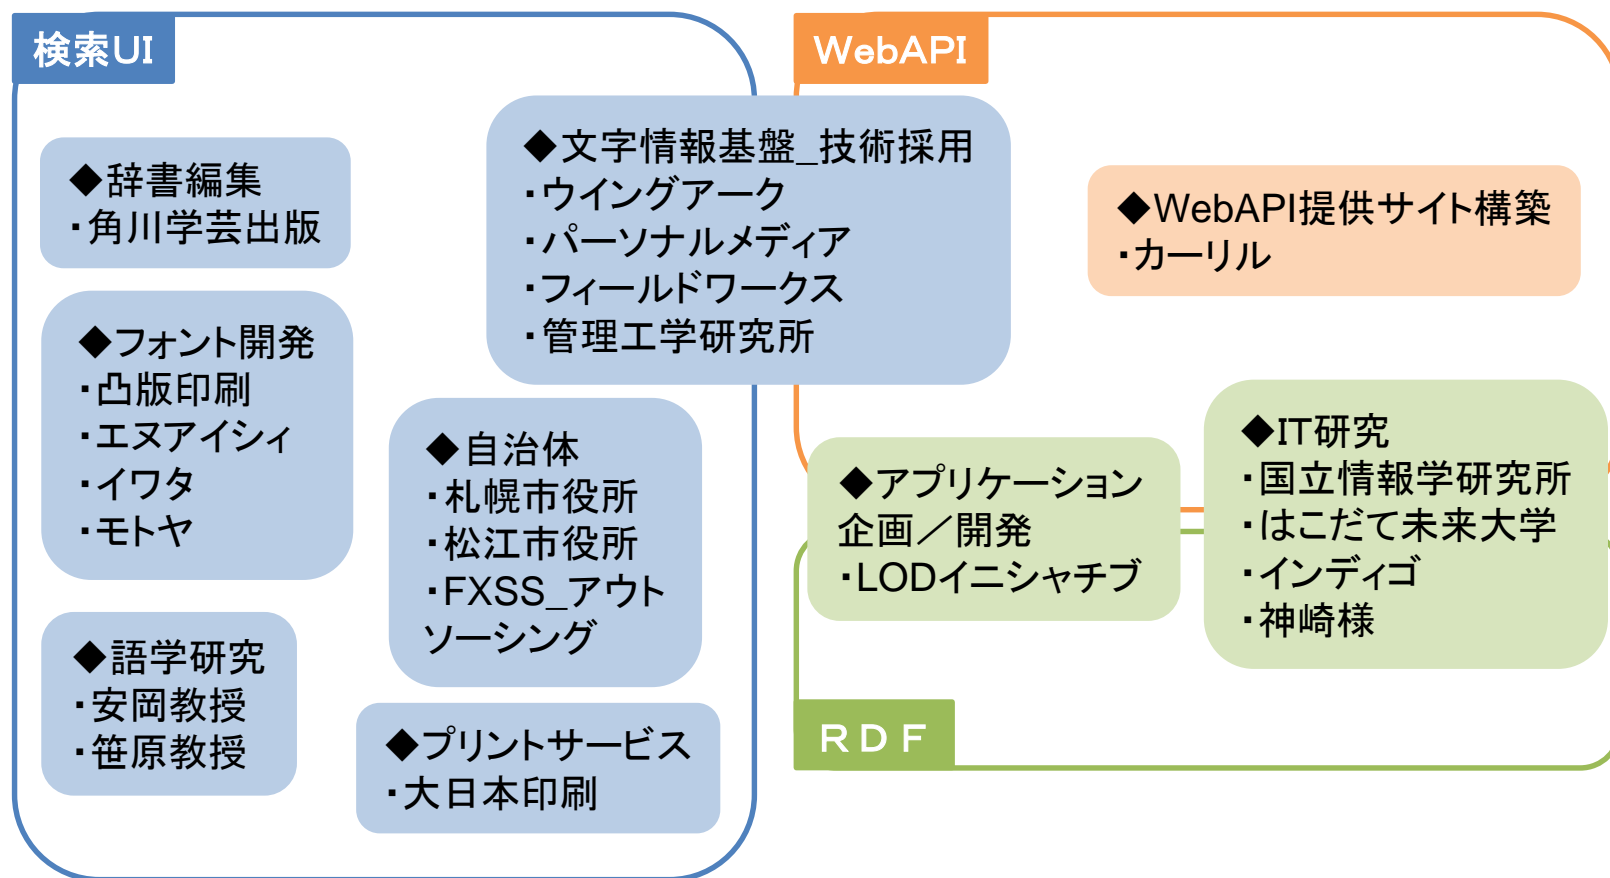 検索UI
◆辞書編集
・角川学芸出版
◆フォント開発
・凸版印刷
・エヌアイシィ
・イワタ
・モトヤ
◆語学研究
・安岡教授
・笹原教授
◆文字情報基盤_技術採用
・ウイングアーク
・パーソナルメディア
・フィールドワークス
・管理工学研究所
◆自治体
・札幌市役所
・松江市役所
・FXSS_アウト
ソーシング
◆プリントサービス
・大日本印刷
WebAPI
◆WebAPI提供サイト構築
・カーリル
◆アプリケーション
企画／開発
・LODイニシャチブ
◆IT研究
・国立情報学研究所
・はこだて未来大学
・インディゴ
・神崎様
ＲＤＦ